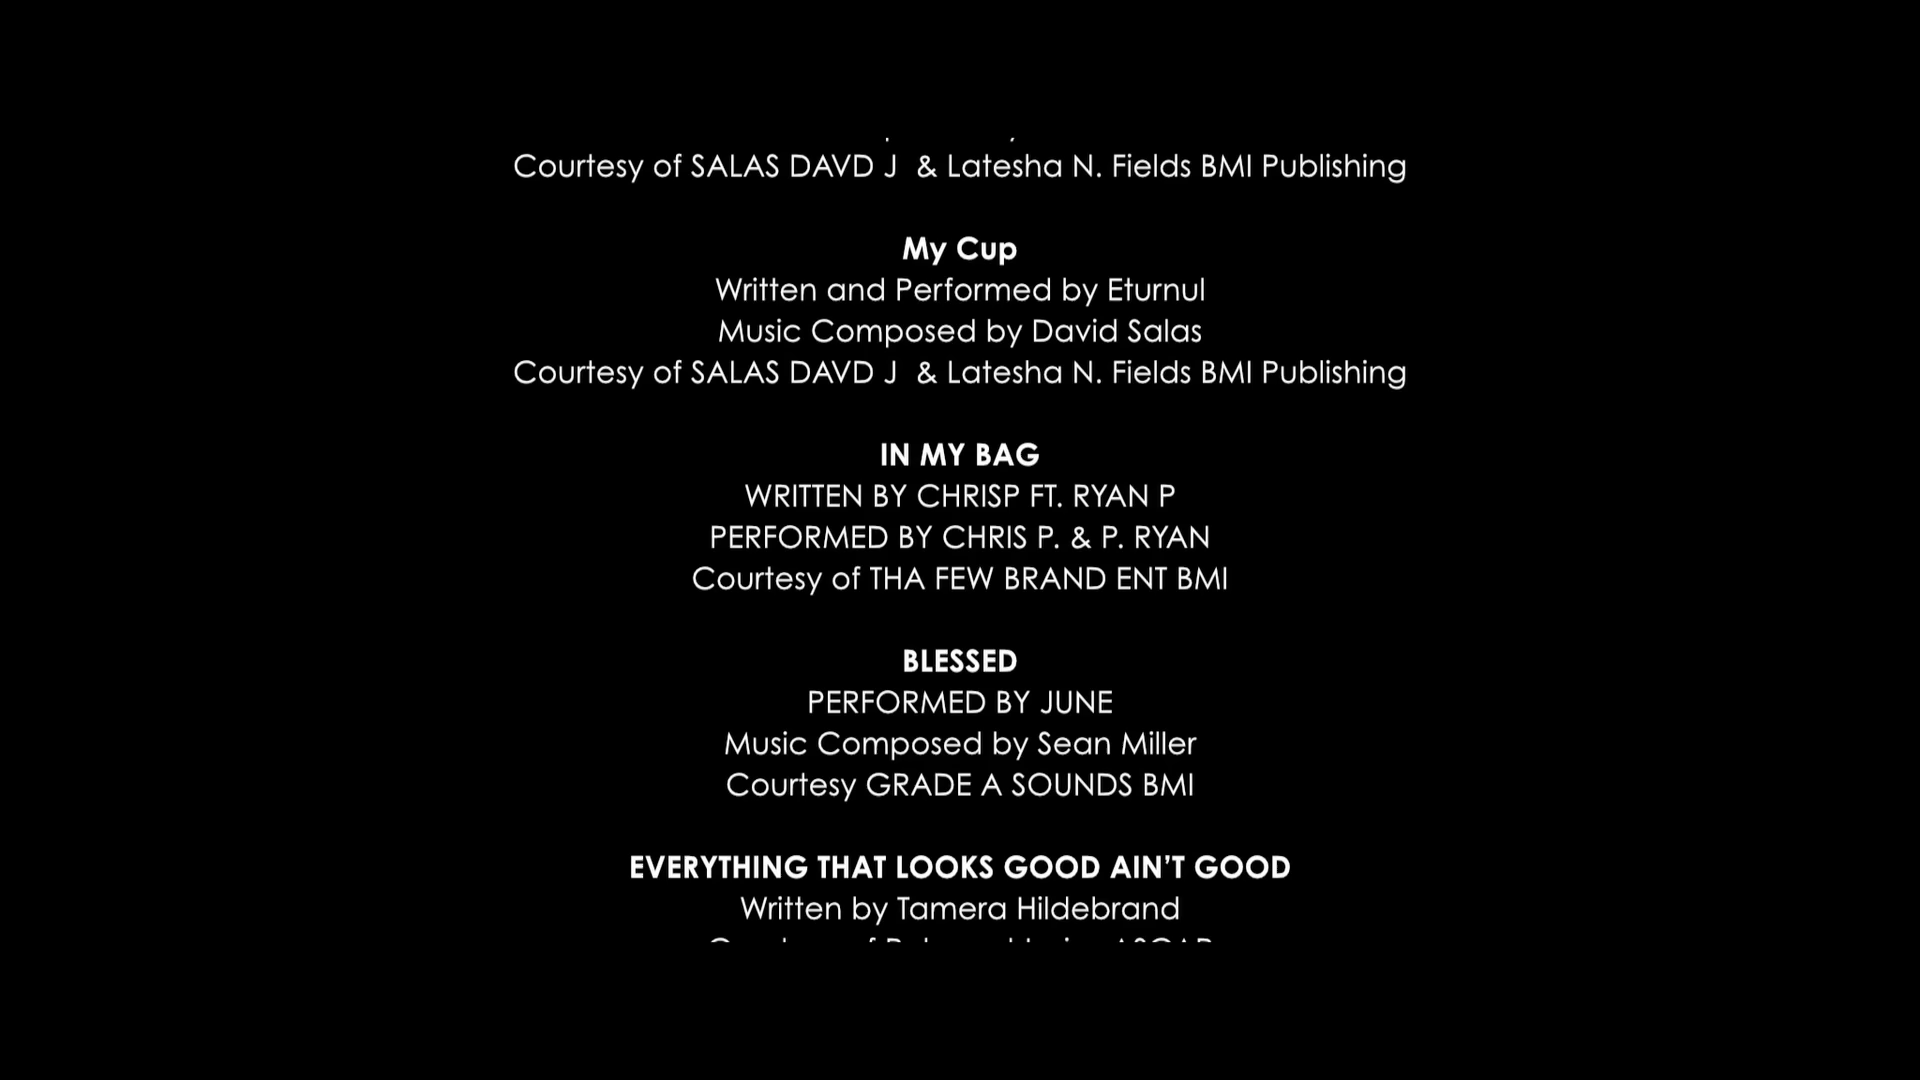 Courtesy of SALAS DAVD J & Latesha N. Fields BMI Publishing
My Cup
Written and Performed by Eturnul
Music Composed by David Salas
Courtesy of SALAS DAVD J & Latesha N. Fields BMI Publishing
IN MY BAG
WRITTEN BY CHRISP FT. RYAN P
PERFORMED BY CHRIS P. & P. RYAN
Courtesy of THA FEW BRAND ENT BMI
BLESSED
PERFORMED BY JUNE
Music Composed by Sean Miller
Courtesy GRADE A SOUNDS BMI
EVERYTHING THAT LOOKS GOOD AIN’T GOOD
Written by Tamera Hildebrand